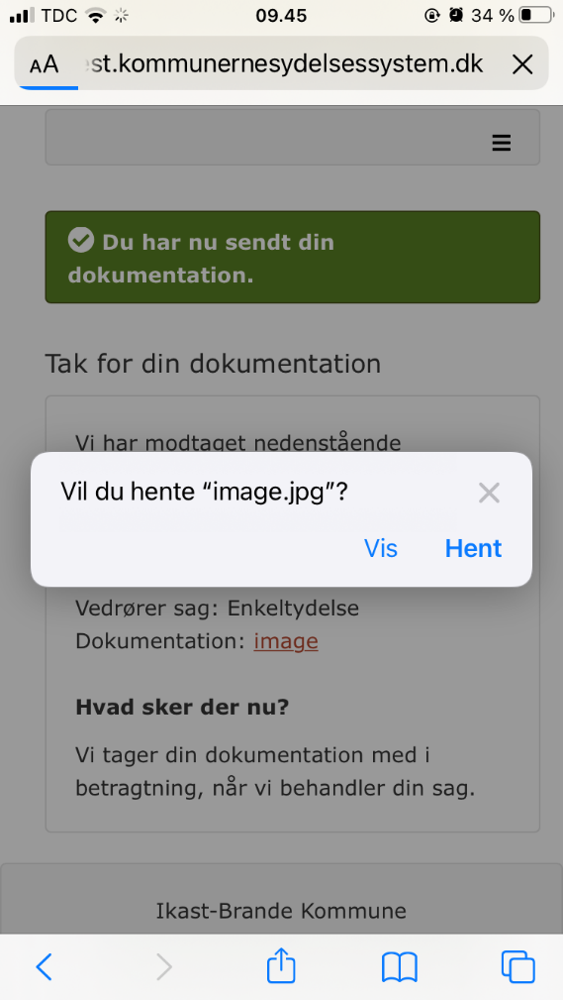 TDC 09.45 34 %
AA st.kommunernesydelsessystem.dk
Du har nu sendt din
dokumentation.
Tak for din dokumentation
Vi har modtaget nedenstående
Vil du hente “image.jpg”?
Vis Hent
Vedrører sag: Enkeltydelse
Dokumentation: image
Hvad sker der nu?
Vi tager din dokumentation med i
betragtning, når vi behandler din sag.
Ikast-Brande Kommune